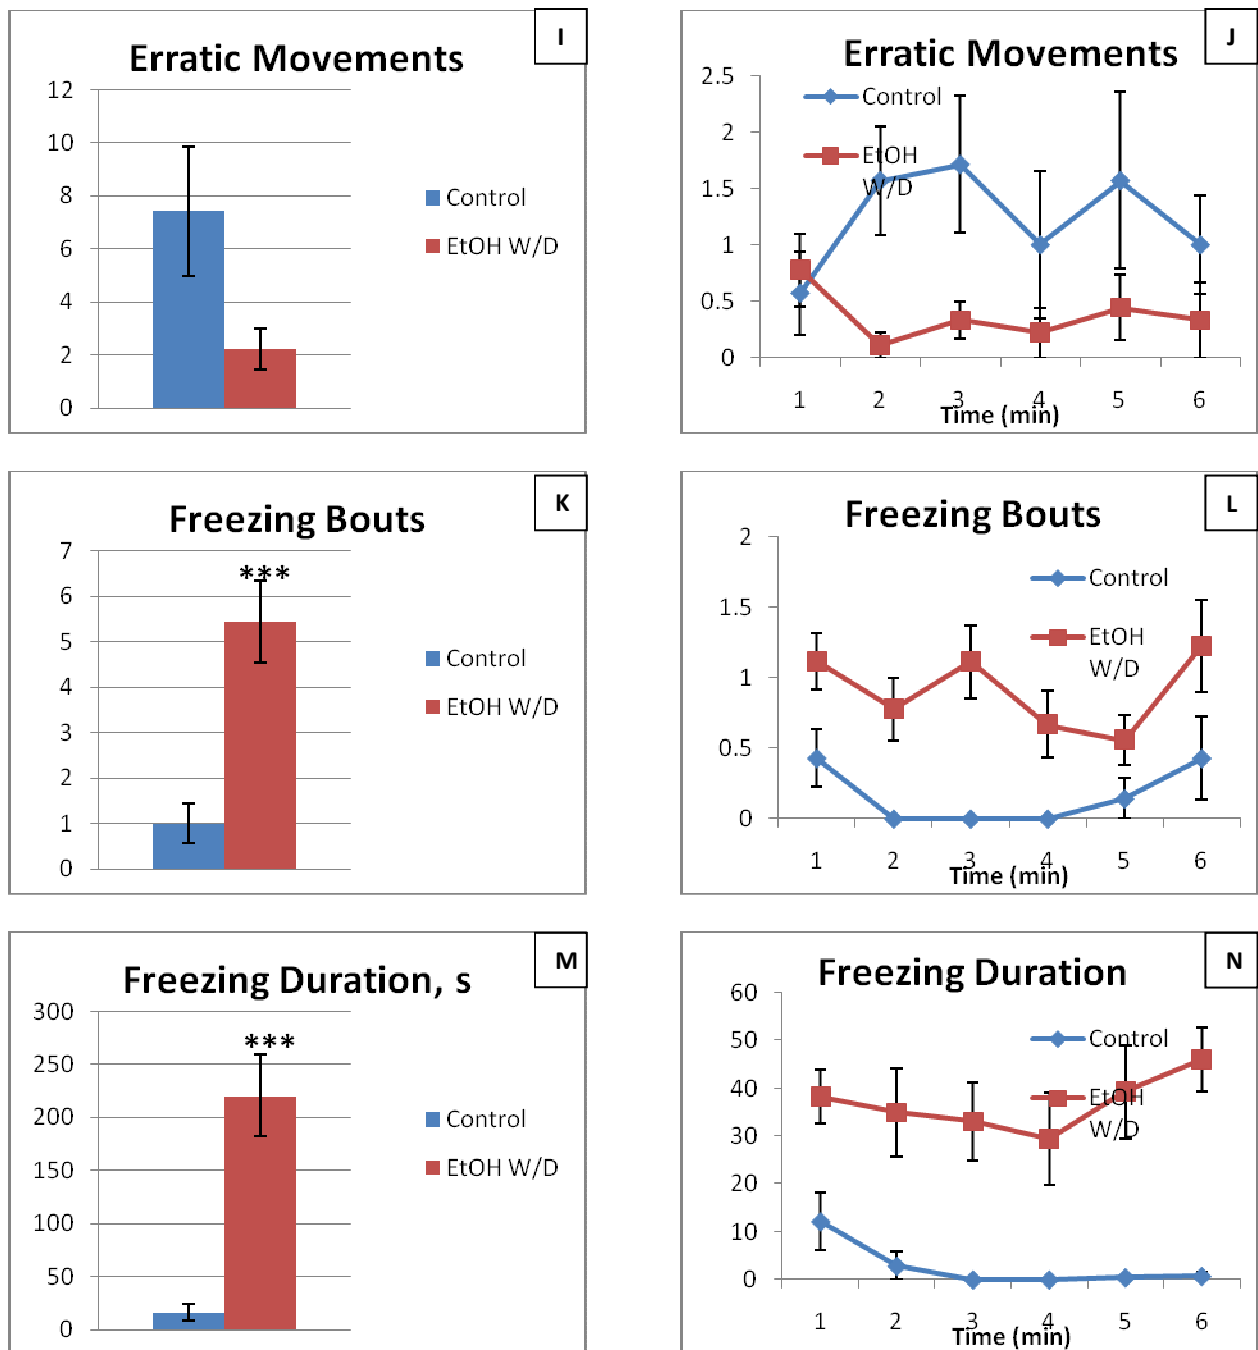 I
Erratic Movements
12
10
8
6
4
2
0
Control
EtOH W/D
J
Erratic Movements
2.5
2
1.5
1
0.5
0
Control
EtOH
W/D
1 2 3 4 5 6
Time (min)
K
Freezing Bouts
7
6
5
4
3
2
1
0
***
Control
EtOH W/D
L
Freezing Bouts
2
1.5
1
0.5
0
Control
EtOH
W/D
1 2 3 4 5 6
Time (min)
M
Freezing Duration, s
300
250
200
150
100
50
0
***
Control
EtOH W/D
N
Freezing Duration
60
50
40
30
20
10
0
Control
EtOH
W/D
1 2 3 4 5 6
Time (min)